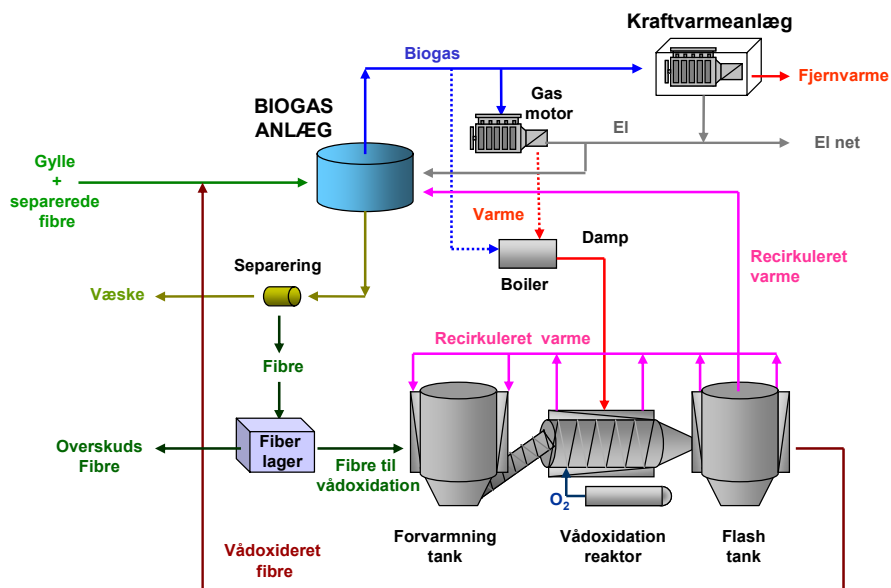 Kraftvarmeanlæg
Biogas
Fjernvarme
BIOGAS
ANLÆG
Gas
motor
El
El net
Gylle
+
separerede
fibre
Varme
Damp
Recirkuleret
varme
Separering
Boiler
Væske
Recirkuleret varme
Fibre
Overskuds
Fibre
Fiber
lager
Fibre til
vådoxidation
O2
Forvarmning
tank
Vådoxidation
reaktor
Flash
tank
Vådoxideret
fibre